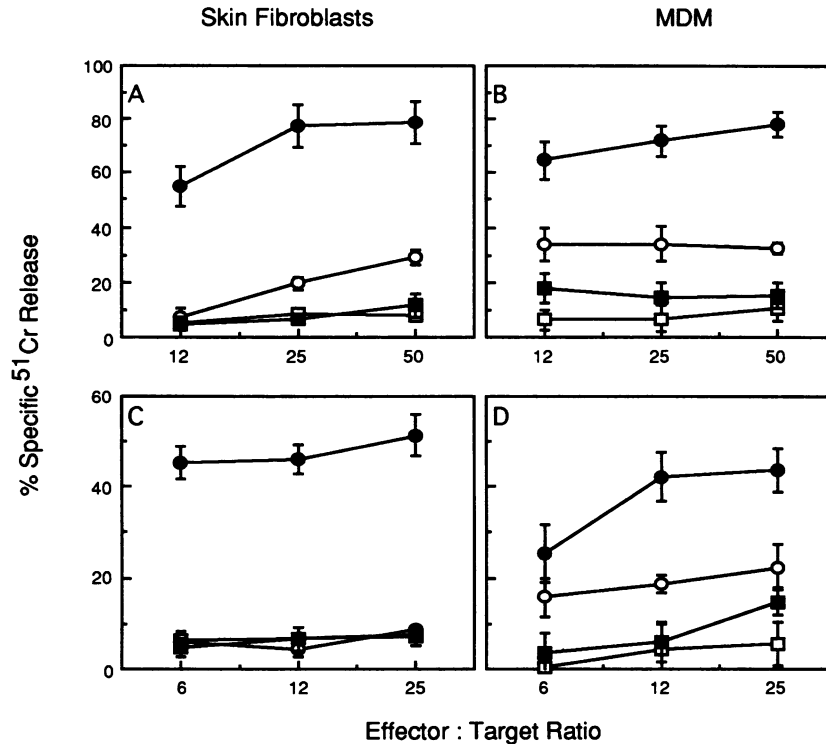 Skin Fibroblasts
MDM
% Specific ⁵¹Cr Release
A
100
80
60
40
20
0
12 25 50
B
12 25 50
C
60
40
20
0
6 12 25
D
6 12 25
Effector : Target Ratio